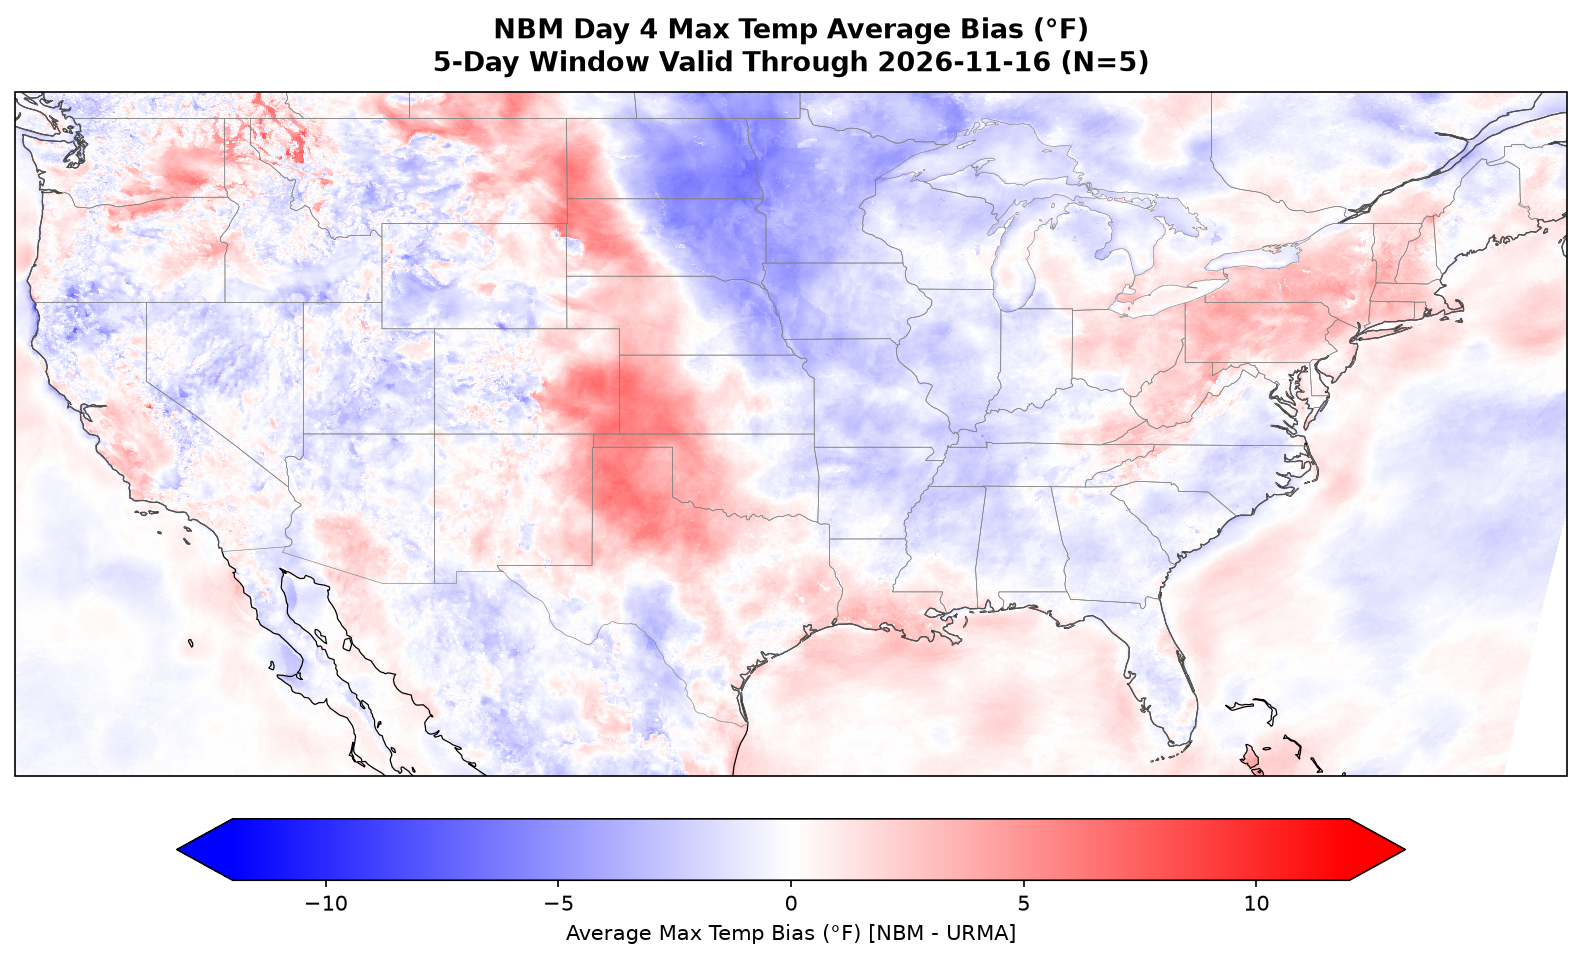 NBM Day 4 Max Temp Average Bias (°F)
5-Day Window Valid Through 2026-11-16 (N=5)
−10 −5 0 5 10
Average Max Temp Bias (°F) [NBM - URMA]